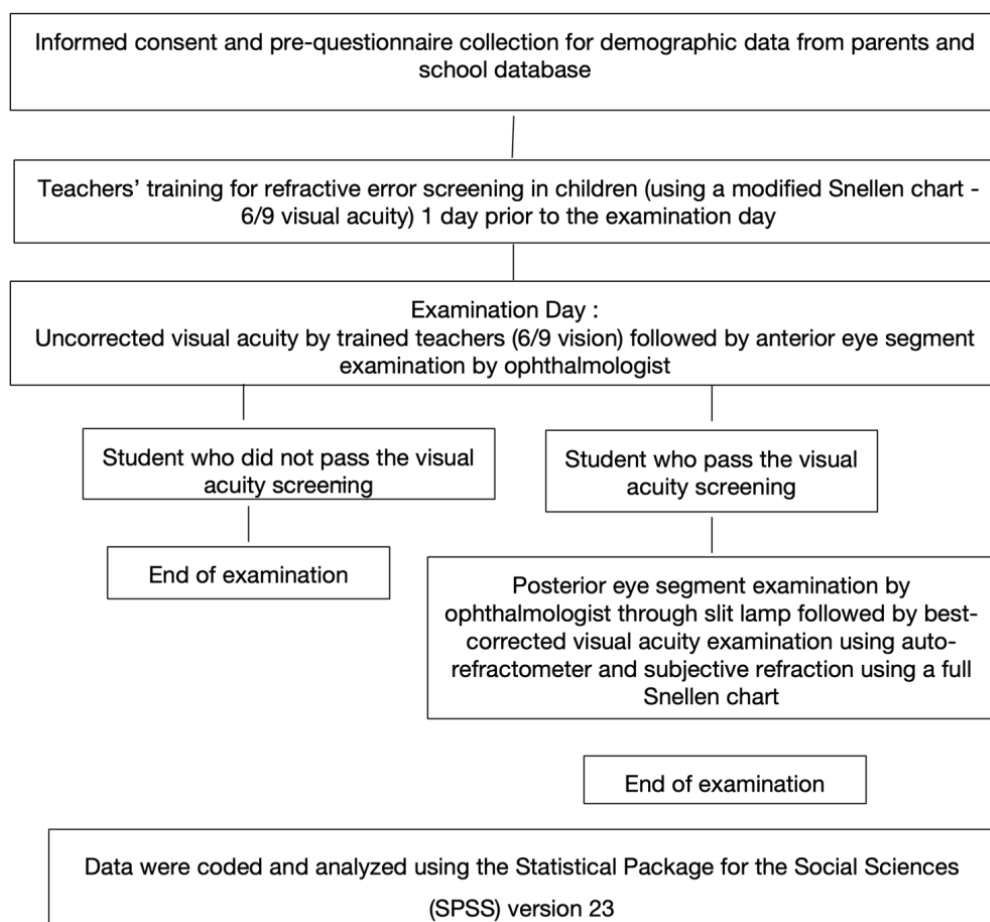 Informed consent and pre-questionnaire collection for demographic data from parents and
school database
Teachers' training for refractive error screening in children (using a modified Snellen chart -
6/9 visual acuity) 1 day prior to the examination day
Examination Day :
Uncorrected visual acuity by trained teachers (6/9 vision) followed by anterior eye segment
examination by ophthalmologist
Student who did not pass the visual
acuity screening
End of examination
Student who pass the visual
acuity screening
Posterior eye segment examination by
ophthalmologist through slit lamp followed by best-
corrected visual acuity examination using auto-
refractometer and subjective refraction using a full
Snellen chart
End of examination
Data were coded and analyzed using the Statistical Package for the Social Sciences
(SPSS) version 23